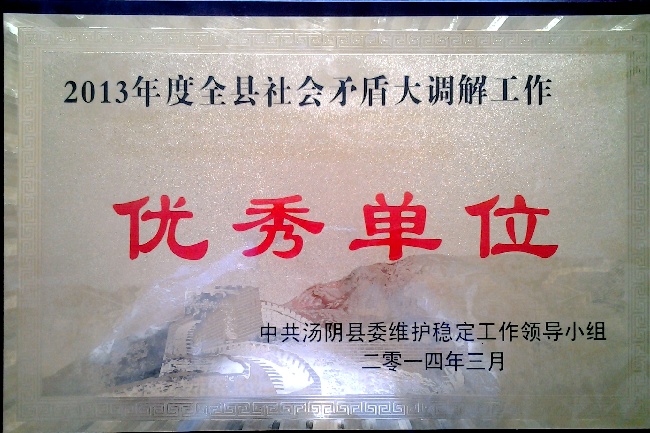 2013年度全县社会矛盾大调解工作
优秀单位
中共汤阴县委维护稳定工作领导小组
二零一四年三月